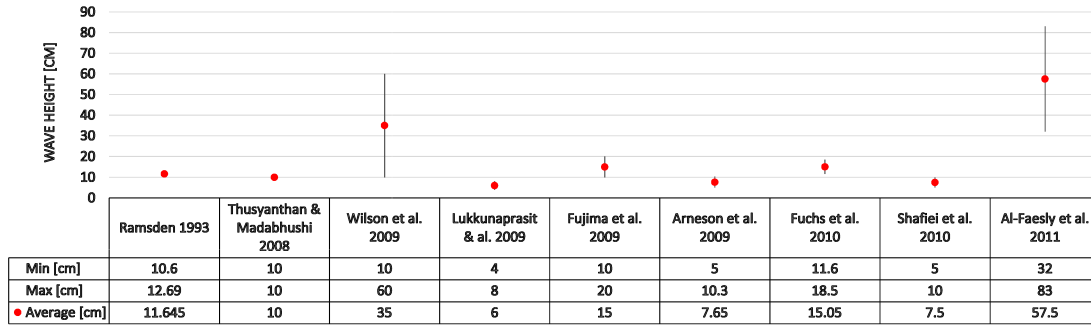 90
80
70
60
50
40
30
20
10
0
WAVE HEIGHT [CM]
Ramsden 1993
Thusyanthan &
Madabhushi
2008
Wilson et al.
2009
Lukkunaprasit
& al. 2009
Fujima et al.
2009
Arneson et al.
2009
Fuchs et al.
2010
Shafiei et al.
2010
Al-Faesly et al.
2011
Min [cm] 10.6 10 10 4 10 5 11.6 5 32
Max [cm] 12.69 10 60 8 20 10.3 18.5 10 83
Average [cm] 11.645 10 35 6 15 7.65 15.05 7.5 57.5